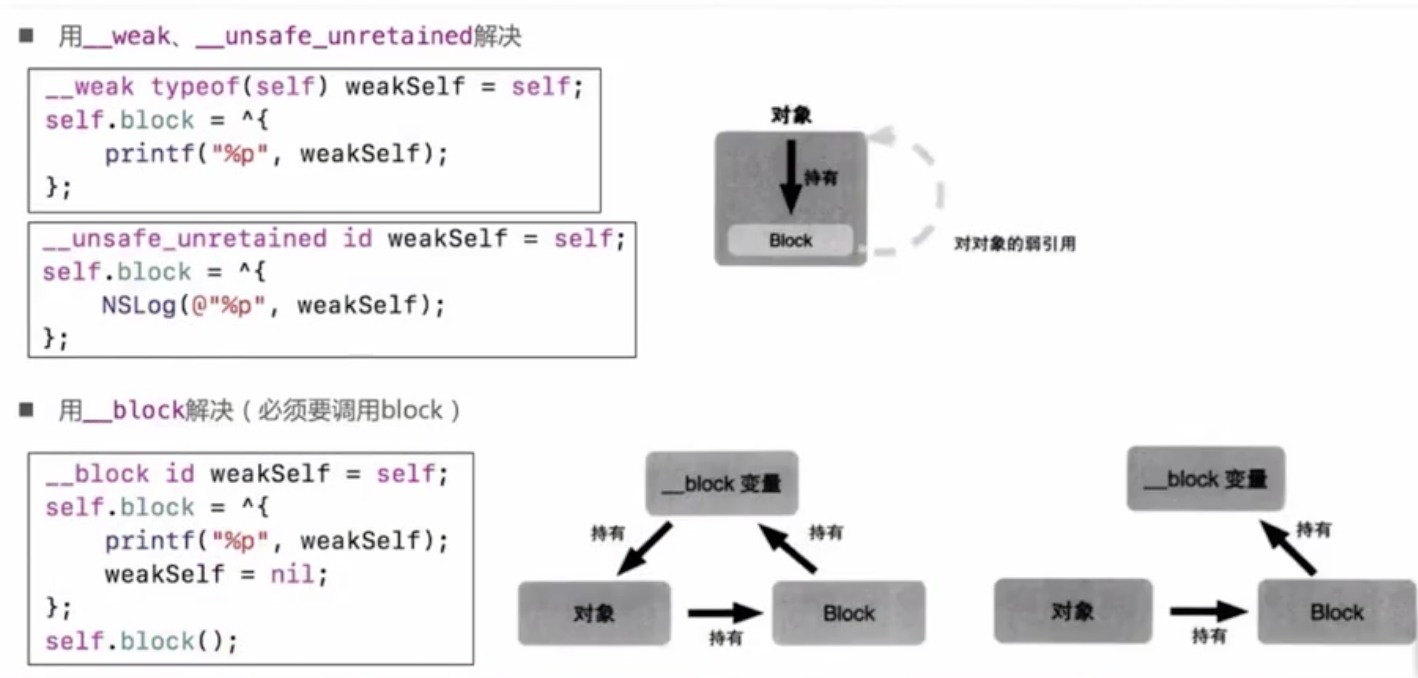 ■ 用__weak、__unsafe_unretained解决
__weak typeof(self) weakSelf = self;
self.block = ^{
    printf("%p", weakSelf);
};
__unsafe_unretained id weakSelf = self;
self.block = ^{
    NSLog(@"%p", weakSelf);
};
对象
持有
Block
对对象的弱引用
■ 用__block解决（必须要调用block）
__block id weakSelf = self;
self.block = ^{
    printf("%p", weakSelf);
    weakSelf = nil;
};
self.block();
__block 变量
持有
持有
对象
Block
持有
__block 变量
持有
对象
Block
持有